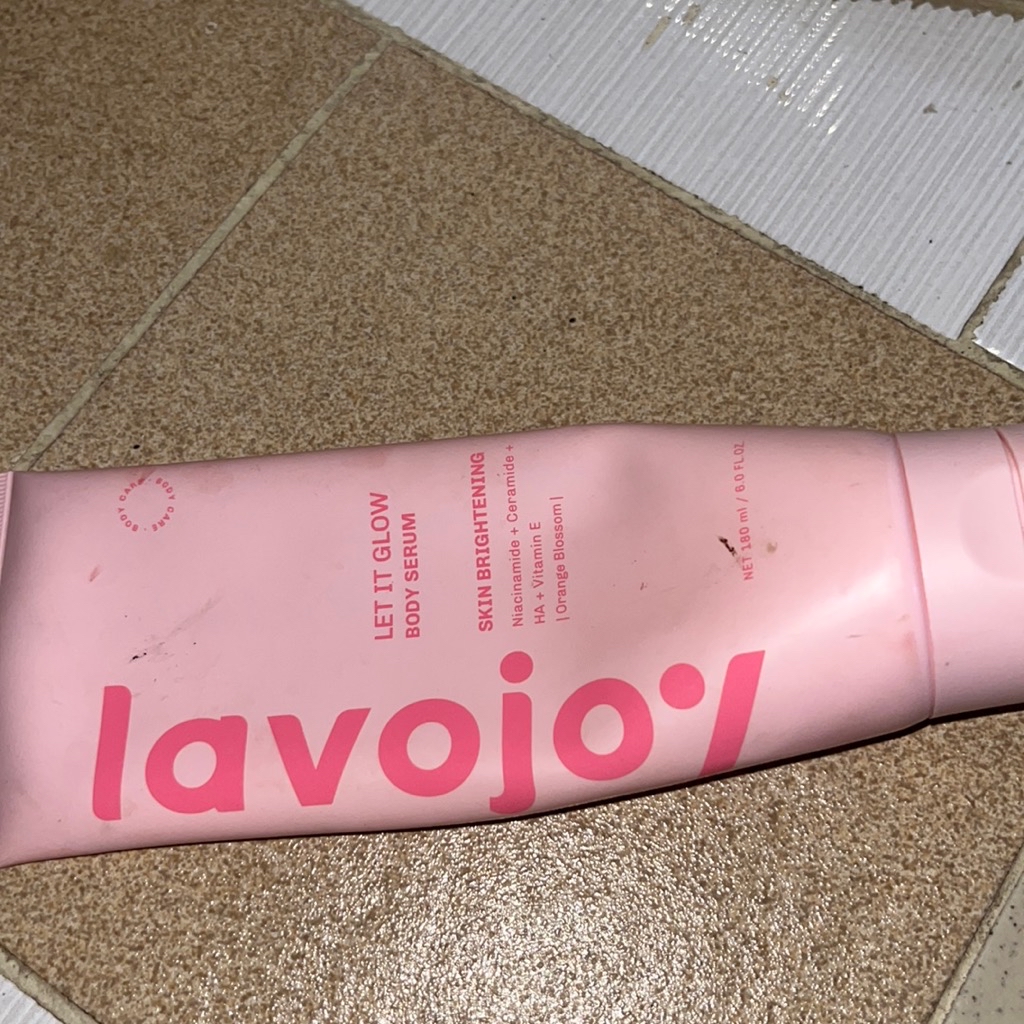 BODY CARE · BODY CARE ·
LET IT GLOW
BODY SERUM
SKIN BRIGHTENING
Niacinamide + Ceramide +
HA + Vitamin E
| Orange Blossom |
NET 180 ml / 6.0 FL.OZ
lavojoy